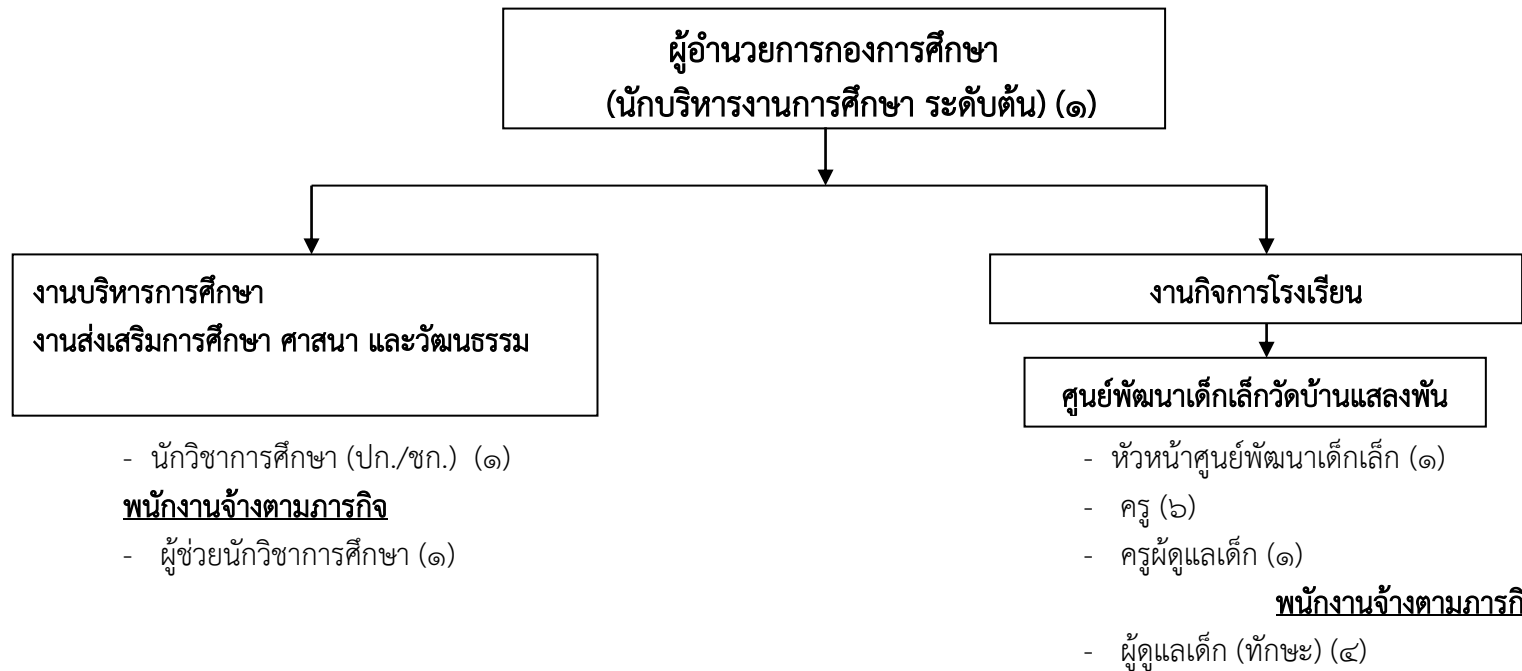 ผู้อำนวยการกองการศึกษา
(นักบริหารงานการศึกษา ระดับต้น) (๑)
งานบริหารการศึกษา
งานส่งเสริมการศึกษา ศาสนา และวัฒนธรรม
- นักวิชาการศึกษา (ปก./ชก.) (๑)
พนักงานจ้างตามภารกิจ
- ผู้ช่วยนักวิชาการศึกษา (๑)
งานกิจการโรงเรียน
ศูนย์พัฒนาเด็กเล็กวัดบ้านแสลงพัน
- หัวหน้าศูนย์พัฒนาเด็กเล็ก (๑)
- ครู (๖)
- ครูผ้ดูแลเด็ก (๑)
พนักงานจ้างตามภารกิ
- ผู้ดูแลเด็ก (ทักษะ) (๔)